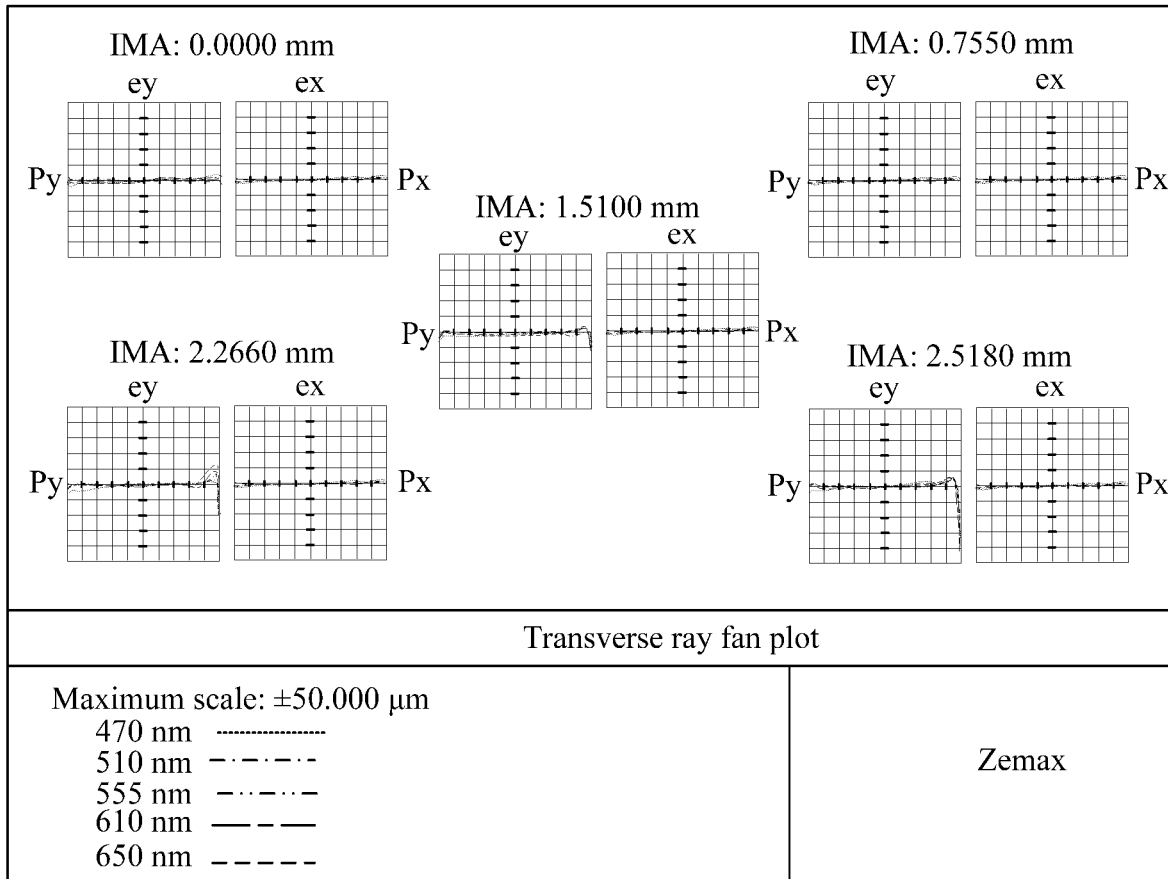 IMA: 0.0000 mm
ey ex
Py Px
IMA: 0.7550 mm
ey ex
Py Px
IMA: 1.5100 mm
ey ex
Py Px
IMA: 2.2660 mm
ey ex
Py Px
IMA: 2.5180 mm
ey ex
Py Px
Transverse ray fan plot
Maximum scale: ±50.000 μm
470 nm
510 nm
555 nm
610 nm
650 nm
Zemax